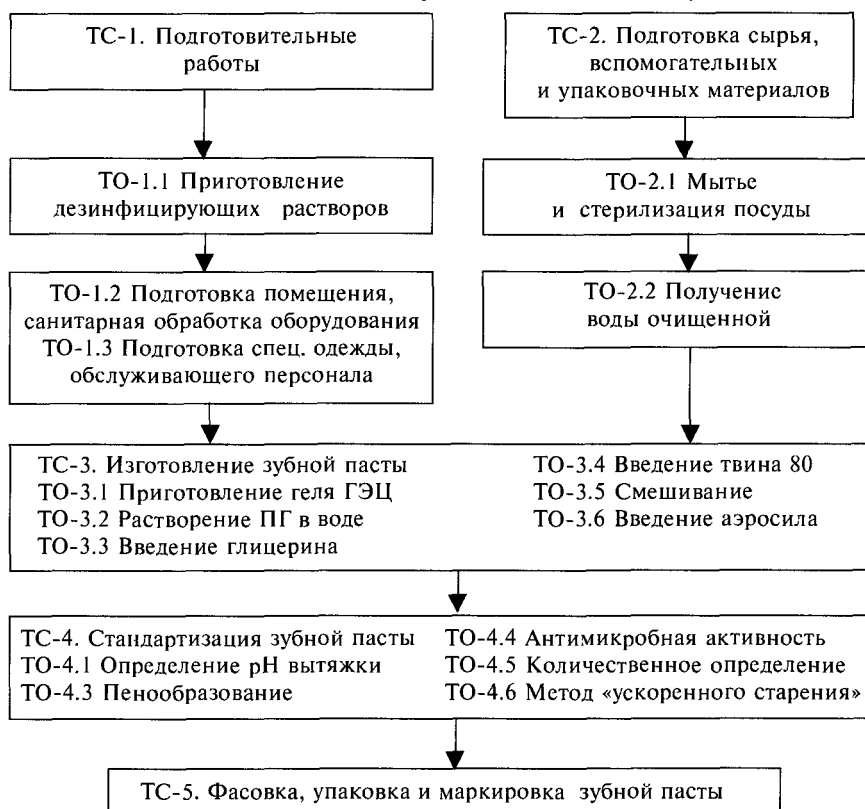 ТС-1. Подготовительные
работы
ТС-2. Подготовка сырья,
вспомогательных
и упаковочных материалов
ТО-1.1 Приготовление
дезинфицирующих растворов
ТО-2.1 Мытье
и стерилизация посуды
ТО-1.2 Подготовка помещения,
санитарная обработка оборудования
ТО-1.3 Подготовка спец. одежды,
обслуживающего персонала
ТО-2.2 Получение
воды очищенной
ТС-3. Изготовление зубной пасты
ТО-3.1 Приготовление геля ГЭЦ
ТО-3.2 Растворение ПГ в воде
ТО-3.3 Введение глицерина
ТО-3.4 Введение твина 80
ТО-3.5 Смешивание
ТО-3.6 Введение аэросила
ТС-4. Стандартизация зубной пасты
ТО-4.1 Определение рН вытяжки
ТО-4.3 Пенообразование
ТО-4.4 Антимикробная активность
ТО-4.5 Количественное определение
ТО-4.6 Метод «ускоренного старения»
ТС-5. Фасовка, упаковка и маркировка зубной пасты